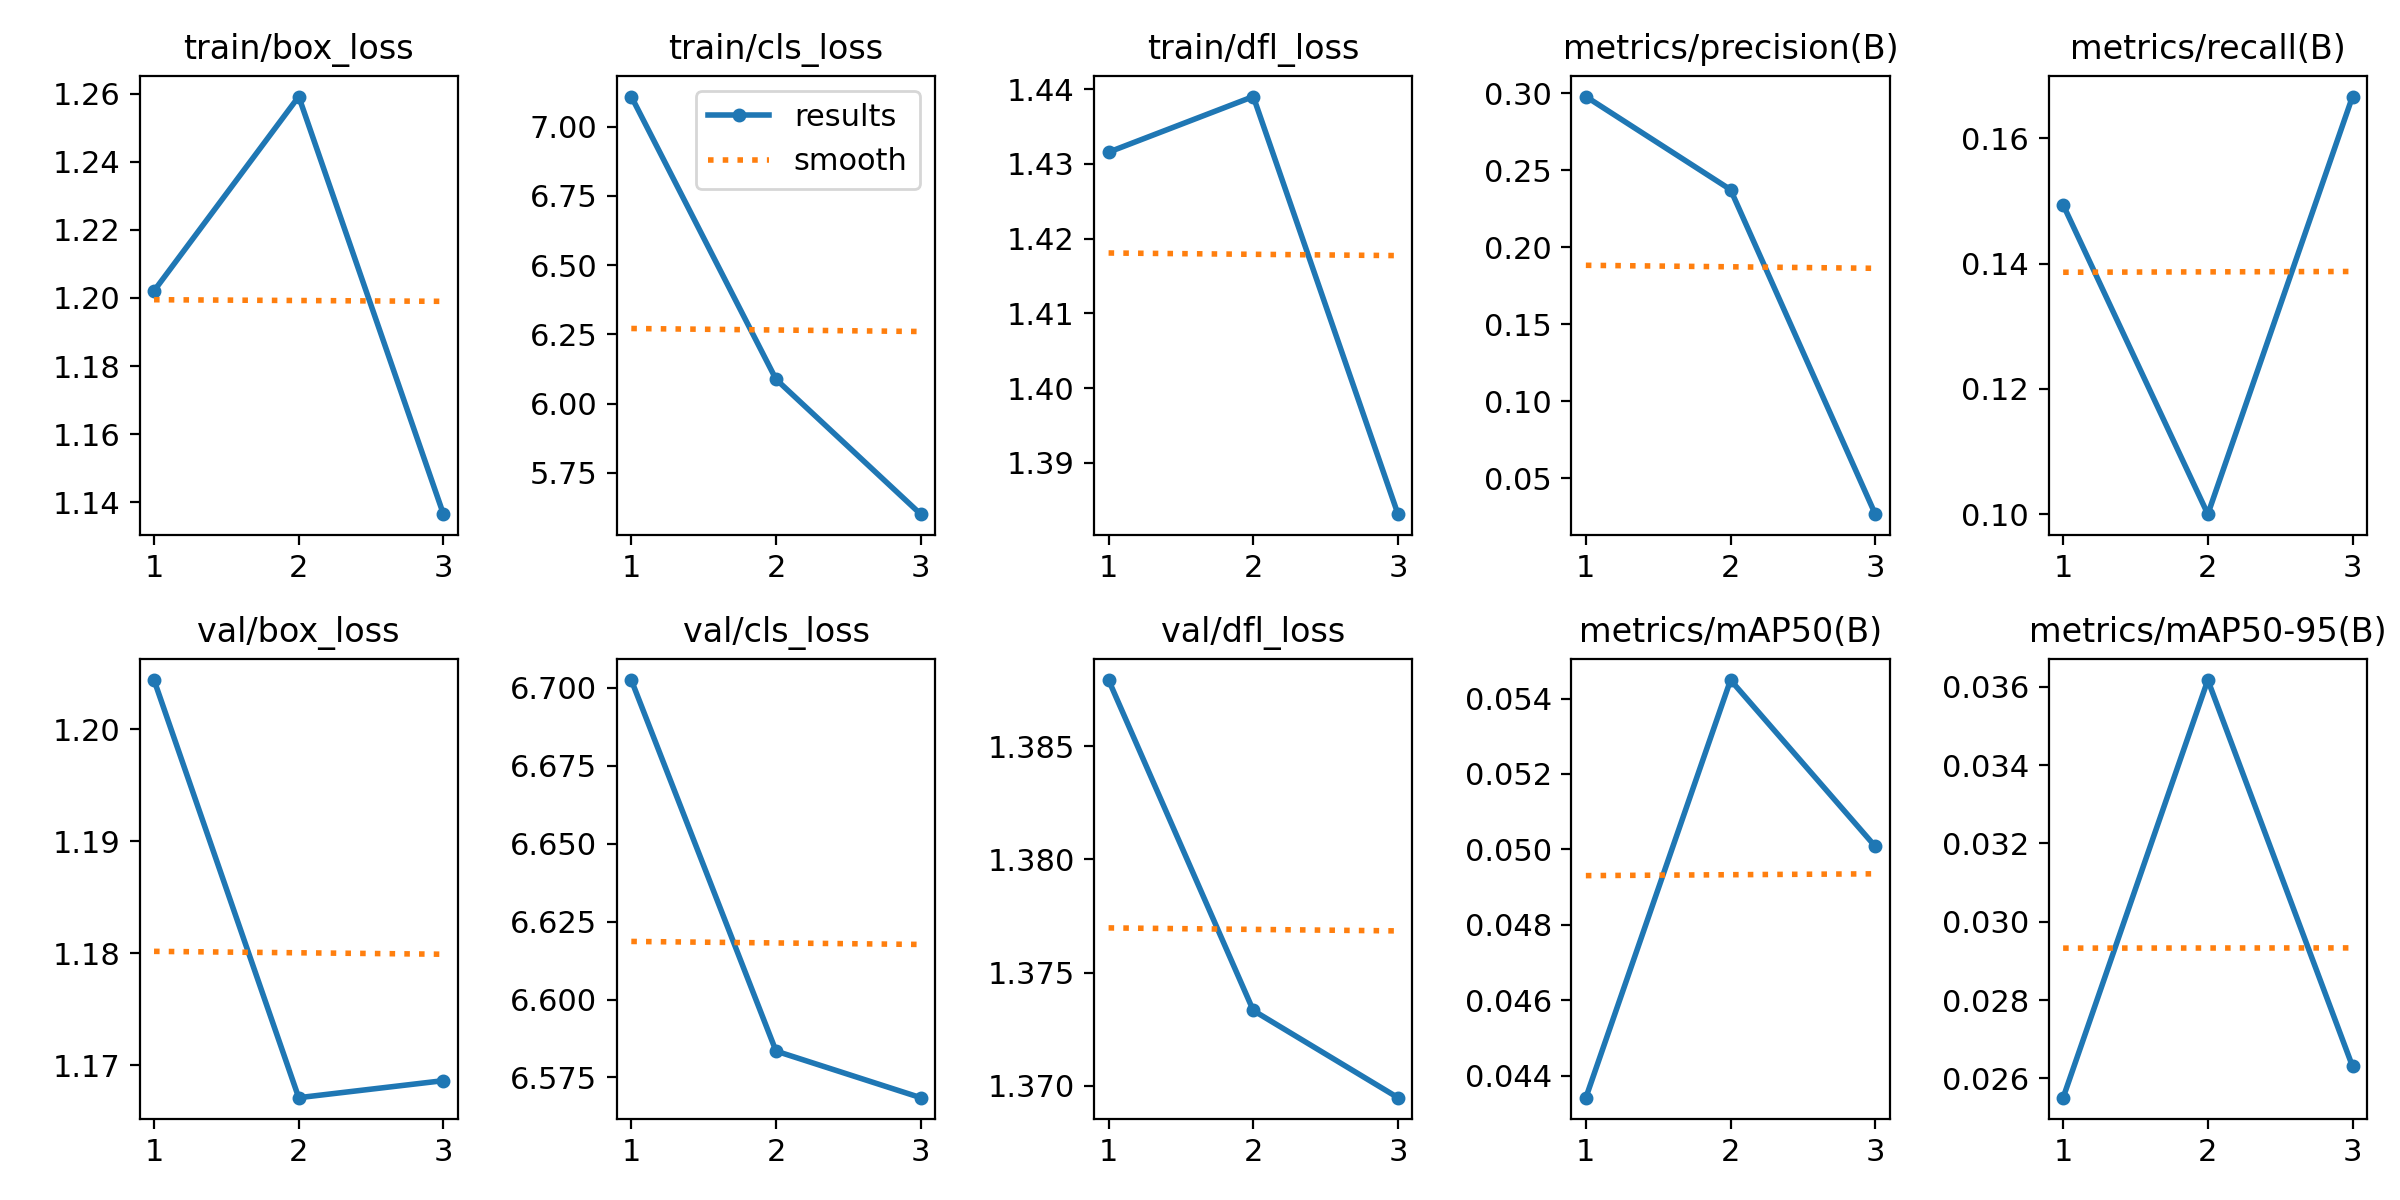 train/box_loss
1.26
1.24
1.22
1.20
1.18
1.16
1.14
1 2 3
train/cls_loss
results
smooth
7.00
6.75
6.50
6.25
6.00
5.75
1 2 3
train/dfl_loss
1.44
1.43
1.42
1.41
1.40
1.39
1 2 3
metrics/precision(B)
0.30
0.25
0.20
0.15
0.10
0.05
1 2 3
metrics/recall(B)
0.16
0.14
0.12
0.10
1 2 3
val/box_loss
1.20
1.19
1.18
1.17
1 2 3
val/cls_loss
6.700
6.675
6.650
6.625
6.600
6.575
1 2 3
val/dfl_loss
1.385
1.380
1.375
1.370
1 2 3
metrics/mAP50(B)
0.054
0.052
0.050
0.048
0.046
0.044
1 2 3
metrics/mAP50-95(B)
0.036
0.034
0.032
0.030
0.028
0.026
1 2 3